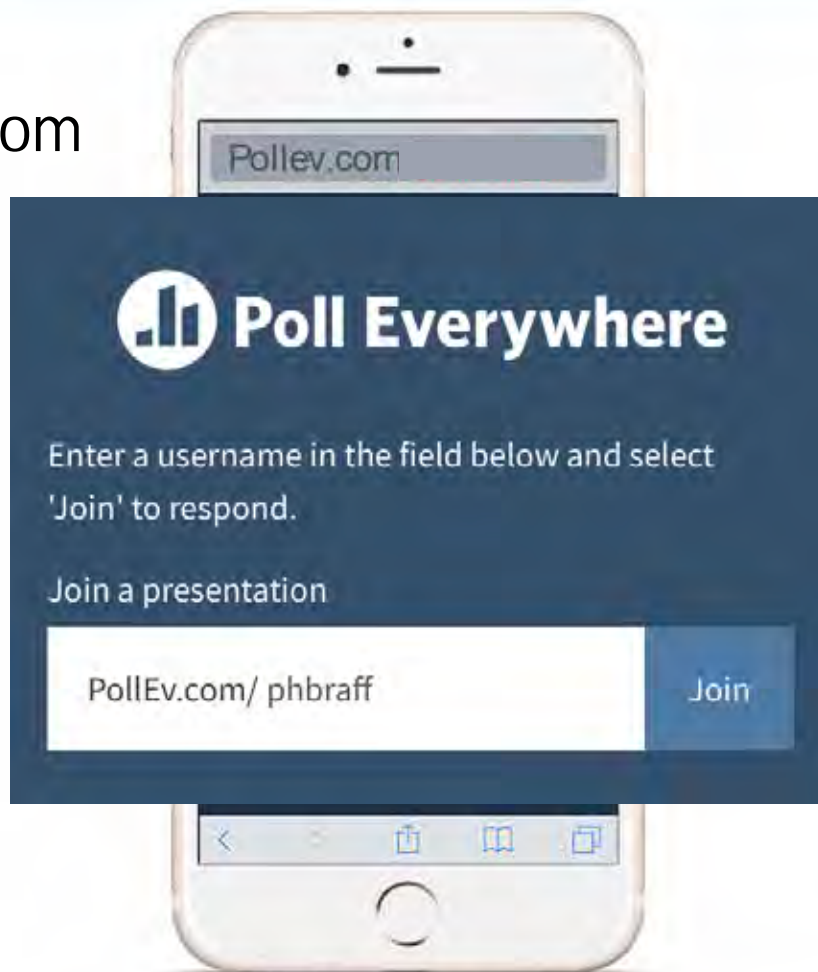 om
Pollev.com
Poll Everywhere
Enter a username in the field below and select
'Join' to respond.
Join a presentation
PollEv.com/ phbraff
Join